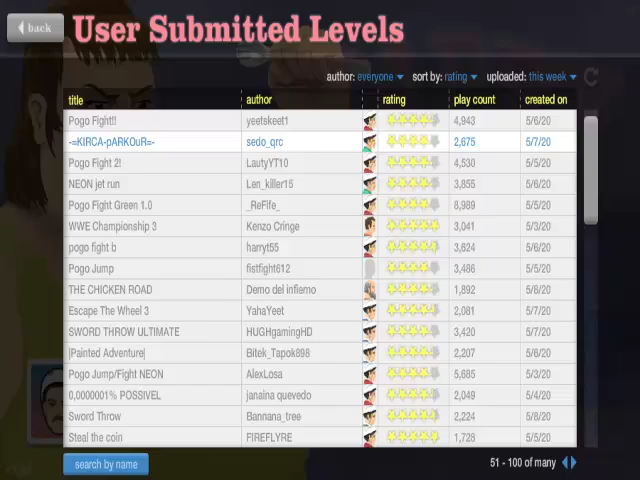 back
User Submitted Levels
author: everyone sort by: rating uploaded: this week
title author rating play count created on
Pogo Fight!! yeetskeet1 4,943 5/6/20
-=KIRCA-pARKOuR=- sedo_qrc 2,675 5/7/20
Pogo Fight 2! LautyYT10 4,530 5/5/20
NEON jet run Len_killer15 3,855 5/6/20
Pogo Fight Green 1.0 _ReFife_ 8,989 5/5/20
WWE Championship 3 Kenzo Cringe 3,041 5/3/20
pogo fight b harryt55 3,624 5/6/20
Pogo Jump fistfight612 3,486 5/5/20
THE CHICKEN ROAD Demo del infierno 1,892 5/8/20
Escape The Wheel 3 YahaYeet 2,081 5/7/20
SWORD THROW ULTIMATE HUGHgamingHD 3,420 5/7/20
|Painted Adventure| Bitek_Tapok898 2,207 5/6/20
Pogo Jump/Fight NEON AlexLosa 5,685 5/3/20
0,0000001% POSSIVEL janaina quevedo 2,049 5/4/20
Sword Throw Bannana_tree 2,224 5/8/20
Steal the coin FIREFLYRE 1,728 5/5/20
search by name 51 - 100 of many